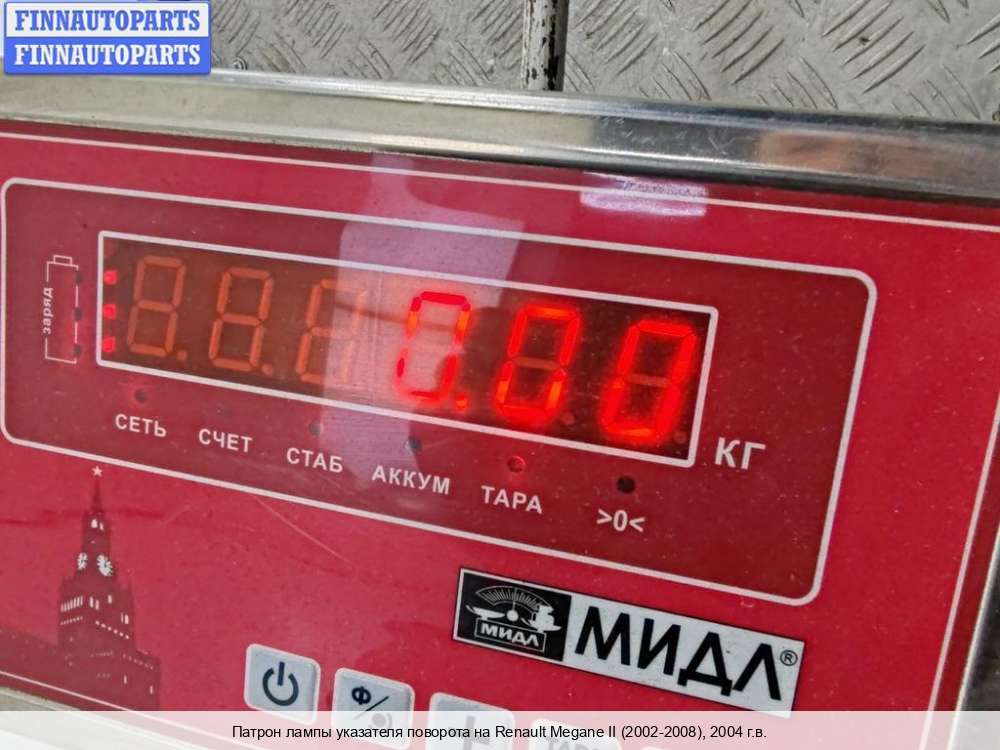 FINNAUTOPARTS
FINNAUTOPARTS
заряд
0.00
КГ
СЕТЬ СЧЕТ СТАБ АККУМ ТАРА >0<
МИДЛ
МИДЛ®
Ф/
Патрон лампы указателя поворота на Renault Megane II (2002-2008), 2004 г.в.